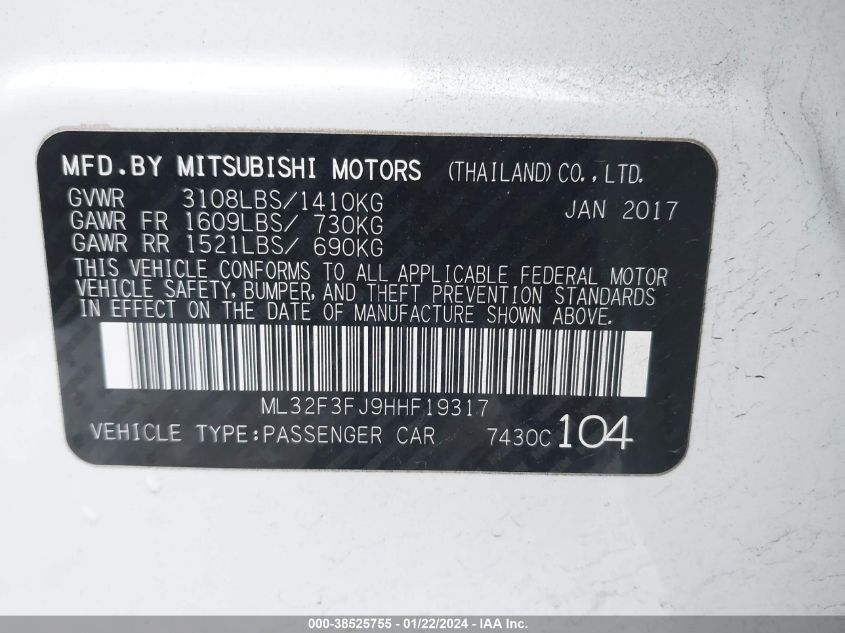 MFD.BY MITSUBISHI MOTORS (THAILAND) CO.,LTD.
GVWR 3108LBS/1410KG JAN 2017
GAWR FR 1609LBS/ 730KG
GAWR RR 1521LBS/ 690KG
THIS VEHICLE CONFORMS TO ALL APPLICABLE FEDERAL MOTOR
VEHICLE SAFETY, BUMPER, AND THEFT PREVENTION STANDARDS
IN EFFECT ON THE DATE OF MANUFACTURE SHOWN ABOVE.
ML32F3FJ9HHF19317
VEHICLE TYPE:PASSENGER CAR 7430C 104
000-38525755 - 01/22/2024 - IAA Inc.